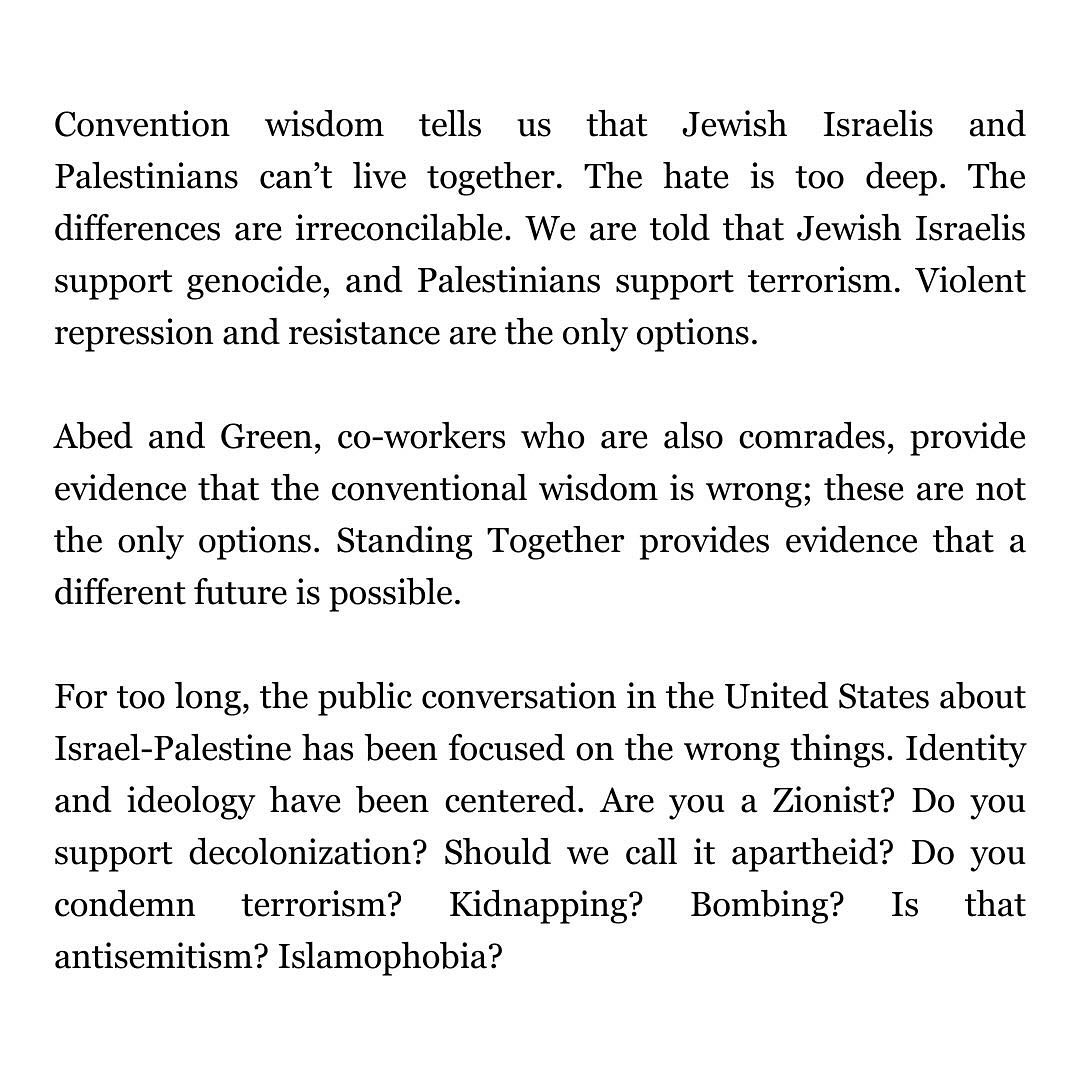 Convention wisdom tells us that Jewish Israelis and
Palestinians can’t live together. The hate is too deep. The
differences are irreconcilable. We are told that Jewish Israelis
support genocide, and Palestinians support terrorism. Violent
repression and resistance are the only options.
Abed and Green, co-workers who are also comrades, provide
evidence that the conventional wisdom is wrong; these are not
the only options. Standing Together provides evidence that a
different future is possible.
For too long, the public conversation in the United States about
Israel-Palestine has been focused on the wrong things. Identity
and ideology have been centered. Are you a Zionist? Do you
support decolonization? Should we call it apartheid? Do you
condemn terrorism? Kidnapping? Bombing? Is that
antisemitism? Islamophobia?